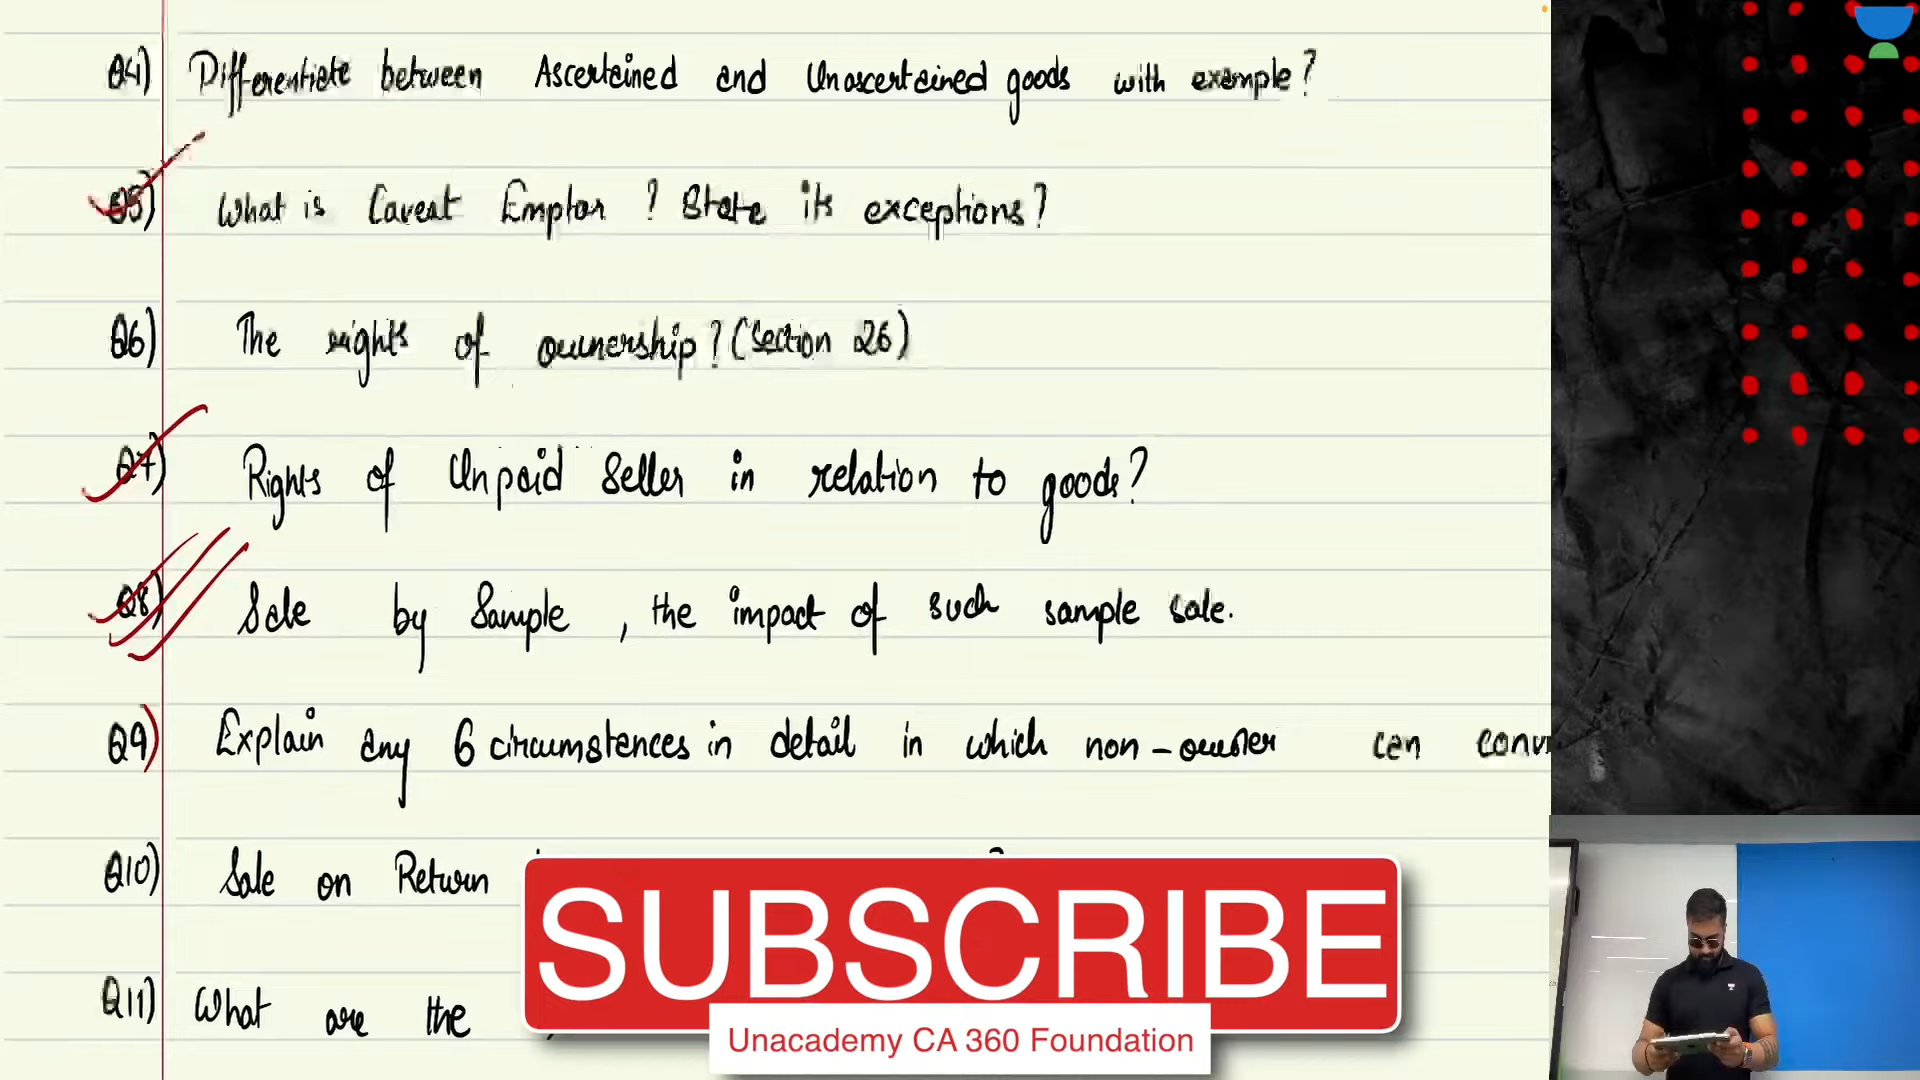 Q4) Differentiate between Ascertained and Unascertained goods with example?
Q5) What is Caveat Emptor ? State its exceptions?
Q6) The rights of ownership? (Section 26)
Q7) Rights of Unpaid Seller in relation to goods?
Q8) Sale by Sample, the impact of such sample sale.
Q9) Explain any 6 circumstances in detail in which non-owner can
Q10) Sale on Return
Q11) What are the
SUBSCRIBE
Unacademy CA 360 Foundation